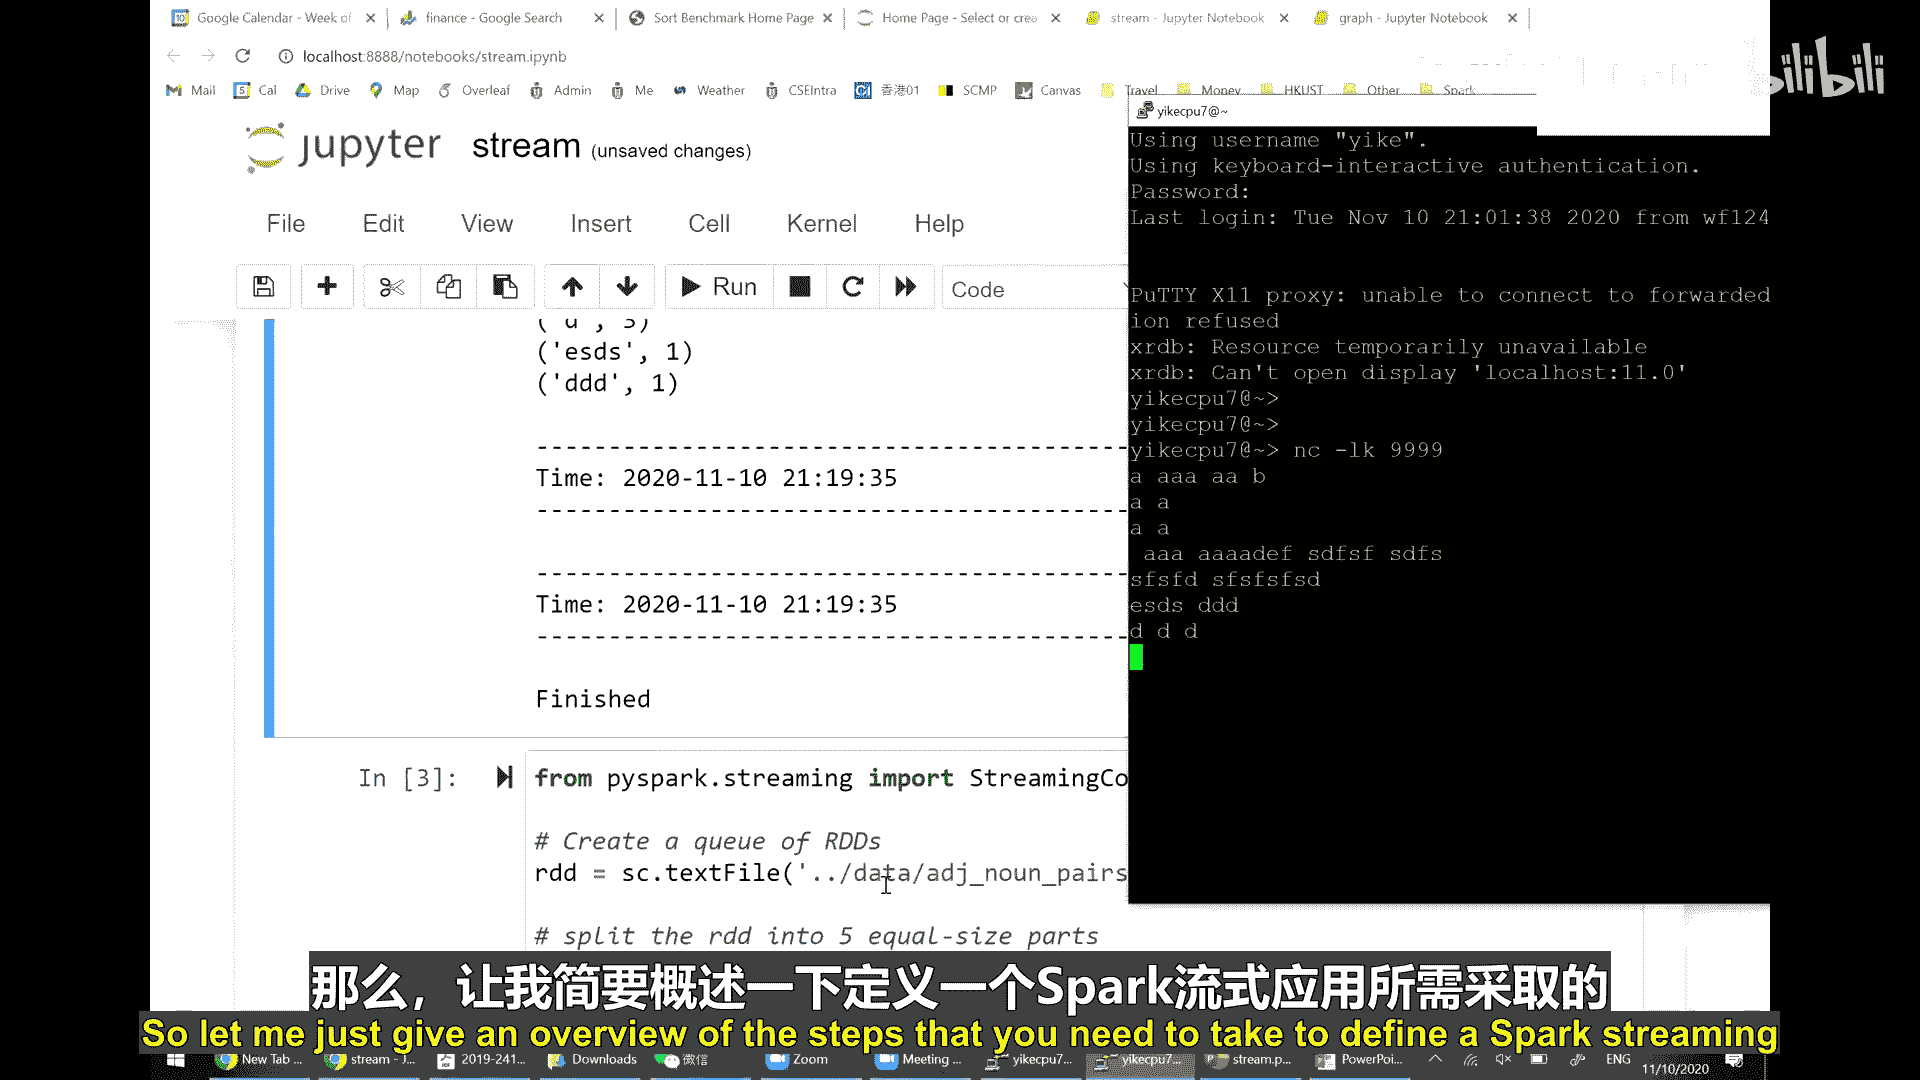 Google Calendar - Week of
finance - Google Search
Sort Benchmark Home Page
Home Page - Select or crea
stream - Jupyter Notebook
graph - Jupyter Notebook
localhost:8888/notebooks/stream.ipynb
Mail
Cal
Drive
Map
Overleaf
Admin
Me
Weather
CSEIntra
香港01
SCMP
Canvas
Travel
Money
HKUST
Other
Spark
bilibili
jupyter stream (unsaved changes)
File Edit View Insert Cell Kernel Help
Run
Code
('d', 3)
('esds', 1)
('ddd', 1)
-----------------------------------------
Time: 2020-11-10 21:19:35
-----------------------------------------
-----------------------------------------
Time: 2020-11-10 21:19:35
-----------------------------------------
Finished
In [3]:
from pyspark.streaming import StreamingCo
# Create a queue of RDDs
rdd = sc.textFile('../data/adj_noun_pairs
# split the rdd into 5 equal-size parts
yikecpu7@~
Using username "yike".
Using keyboard-interactive authentication.
Password:
Last login: Tue Nov 10 21:01:38 2020 from wf124
PuTTY X11 proxy: unable to connect to forwarded
ion refused
xrdb: Resource temporarily unavailable
xrdb: Can't open display 'localhost:11.0'
yikecpu7@~>
yikecpu7@~>
yikecpu7@~> nc -lk 9999
a aaa aa b
a a
a a
aaa aaaadef sdfsf sdfs
sfsfd sfsfsfsd
esds ddd
d d d
那么，让我简要概述一下定义一个Spark流式应用所需采取的
So let me just give an overview of the steps that you need to take to define a Spark streaming
New Tab ...
stream - J...
2019-241...
Downloads
微信
Zoom
Meeting ...
yikecpu7...
yikecpu7...
stream.p...
PowerPoi...
ENG
11/10/2020